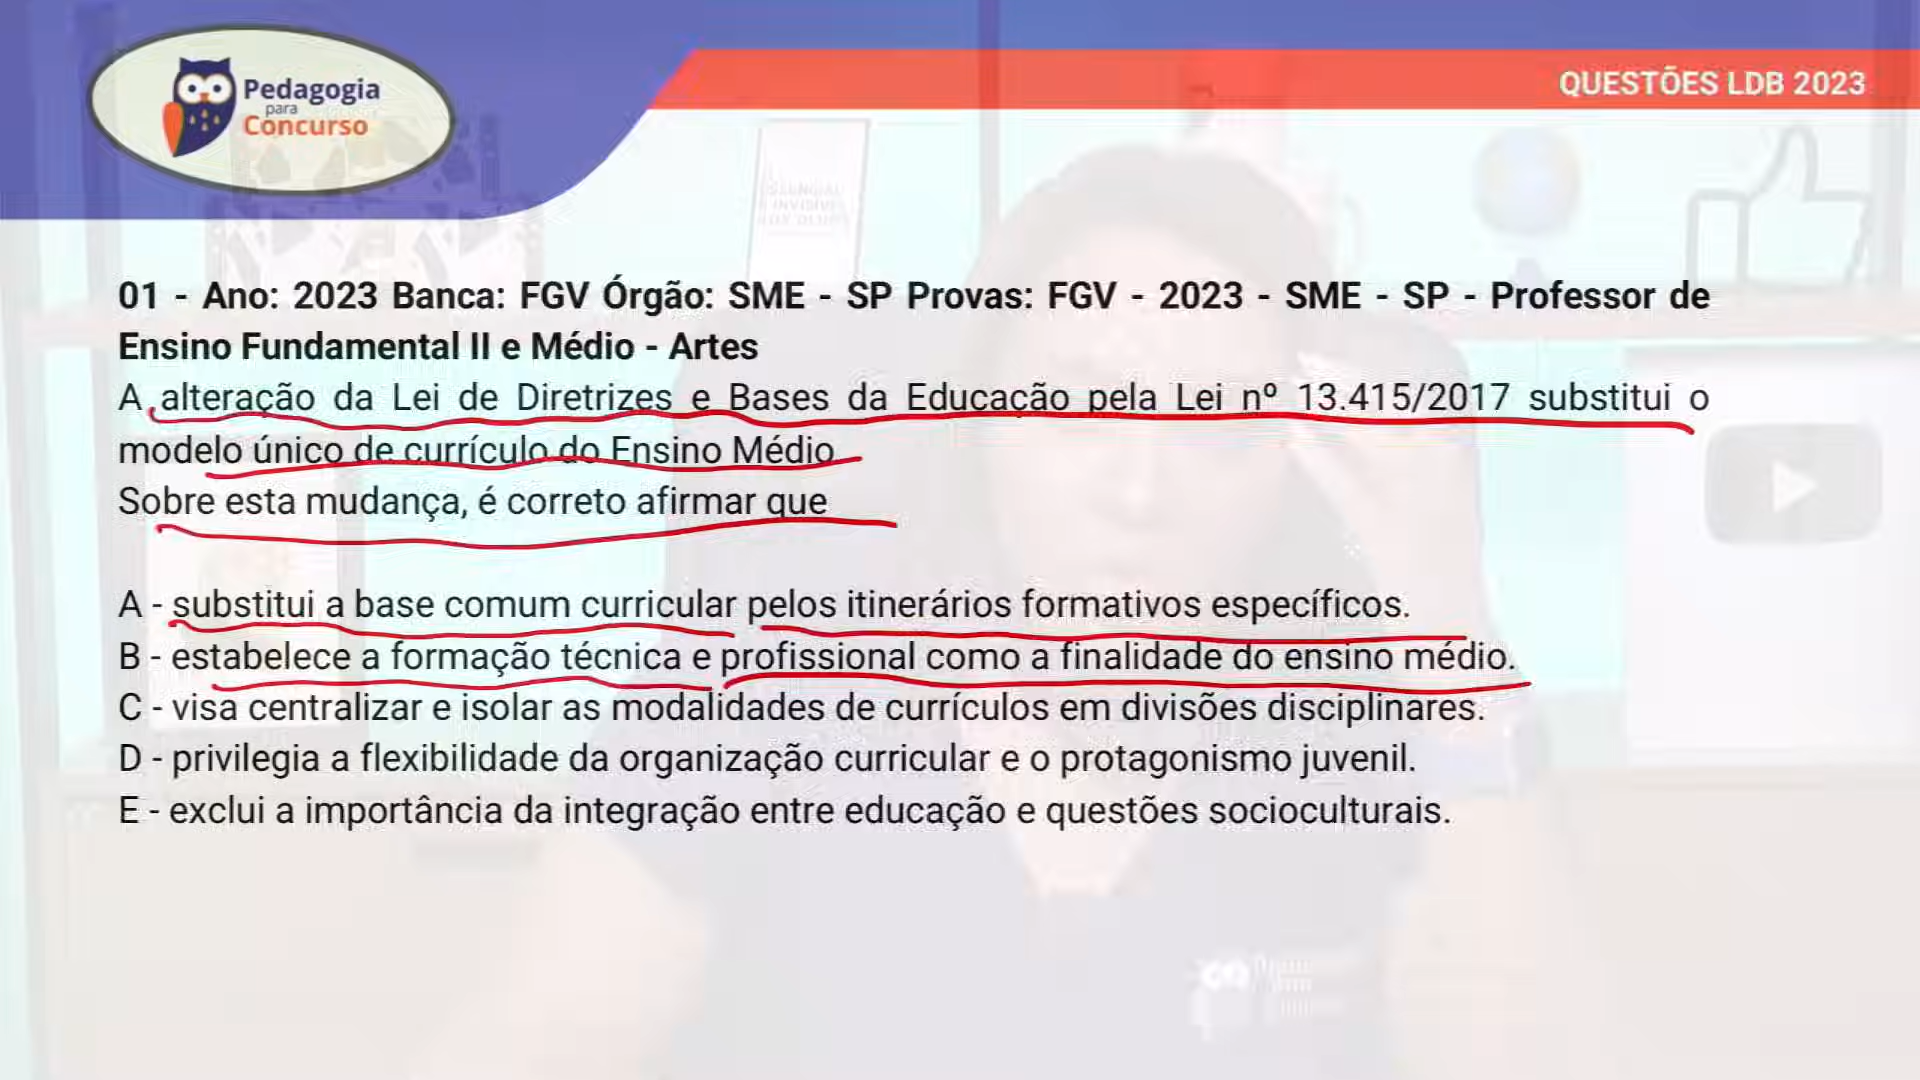 Pedagogia
para
Concurso
QUESTÕES LDB 2023
01 - Ano: 2023 Banca: FGV Órgão: SME - SP Provas: FGV - 2023 - SME - SP - Professor de
Ensino Fundamental II e Médio - Artes
A alteração da Lei de Diretrizes e Bases da Educação pela Lei nº 13.415/2017 substitui o
modelo único de currículo do Ensino Médio
Sobre esta mudança, é correto afirmar que
A - substitui a base comum curricular pelos itinerários formativos específicos.
B - estabelece a formação técnica e profissional como a finalidade do ensino médio.
C - visa centralizar e isolar as modalidades de currículos em divisões disciplinares.
D - privilegia a flexibilidade da organização curricular e o protagonismo juvenil.
E - exclui a importância da integração entre educação e questões socioculturais.